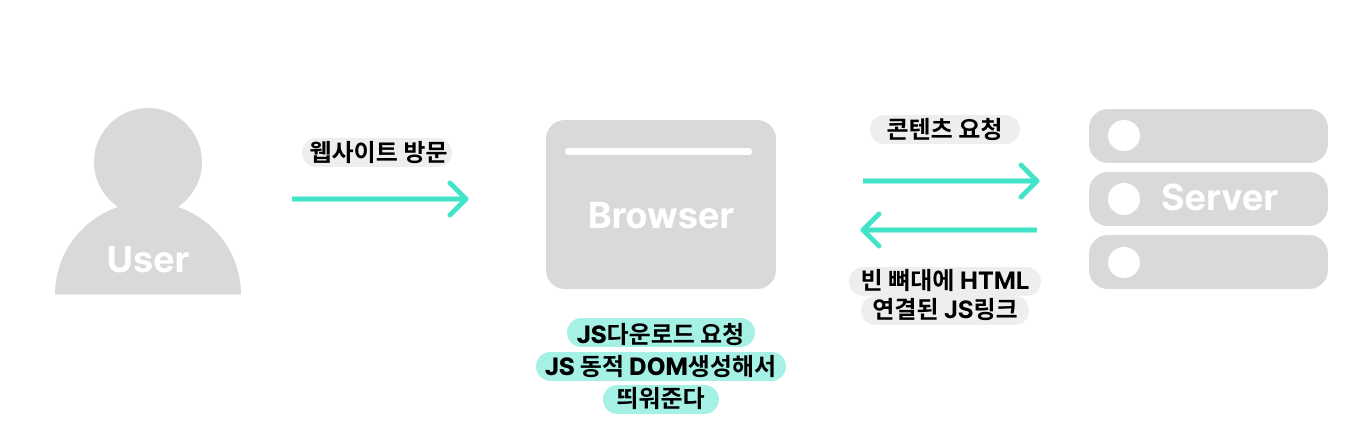 웹사이트 방문
콘텐츠 요청
User
Browser
Server
빈 뼈대에 HTML
연결된 JS링크
JS다운로드 요청
JS 동적 DOM생성해서
띄워준다